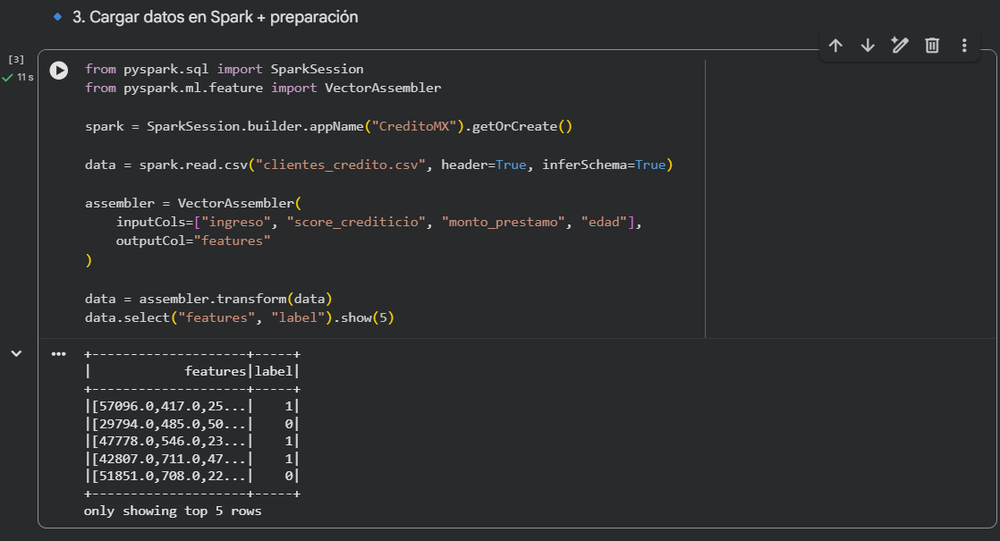 3. Cargar datos en Spark + preparación
[3]
11 s
from pyspark.sql import SparkSession
from pyspark.ml.feature import VectorAssembler
spark = SparkSession.builder.appName("CreditoMX").getOrCreate()
data = spark.read.csv("clientes_credito.csv", header=True, inferSchema=True)
assembler = VectorAssembler(
    inputCols=["ingreso", "score_crediticio", "monto_prestamo", "edad"],
    outputCol="features"
)
data = assembler.transform(data)
data.select("features", "label").show(5)
+--------------------+-----+
|            features|label|
+--------------------+-----+
|[57096.0,417.0,25...|    1|
|[29794.0,485.0,50...|    0|
|[47778.0,546.0,23...|    1|
|[42807.0,711.0,47...|    1|
|[51851.0,708.0,22...|    0|
+--------------------+-----+
only showing top 5 rows